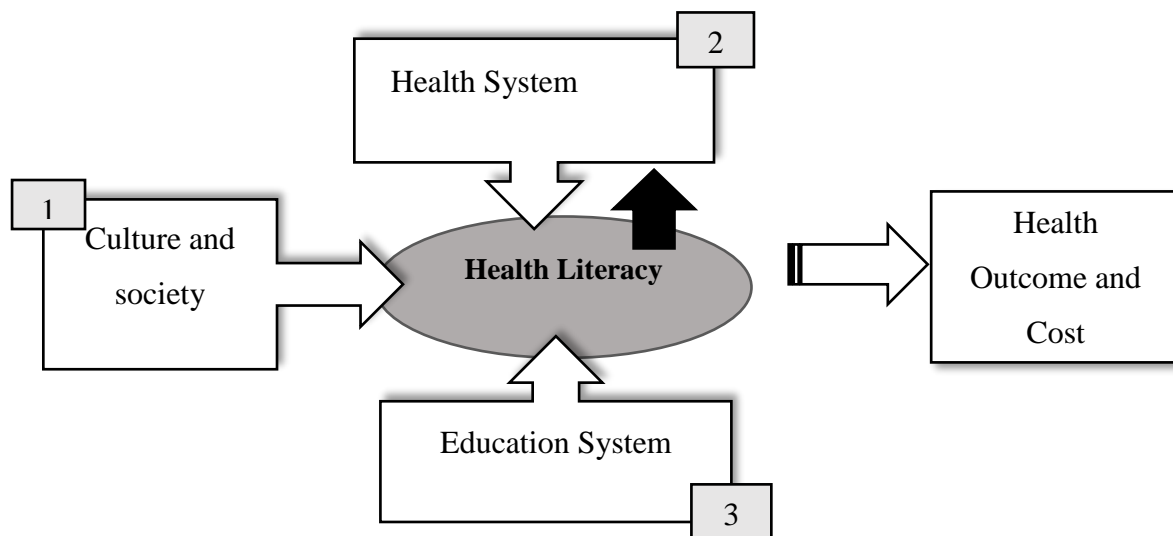 2
Health System
1
Culture and
society
Health Literacy
Health
Outcome and
Cost
Education System
3